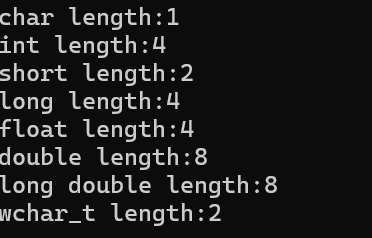 char length:1
int length:4
short length:2
long length:4
float length:4
double length:8
long double length:8
wchar_t length:2